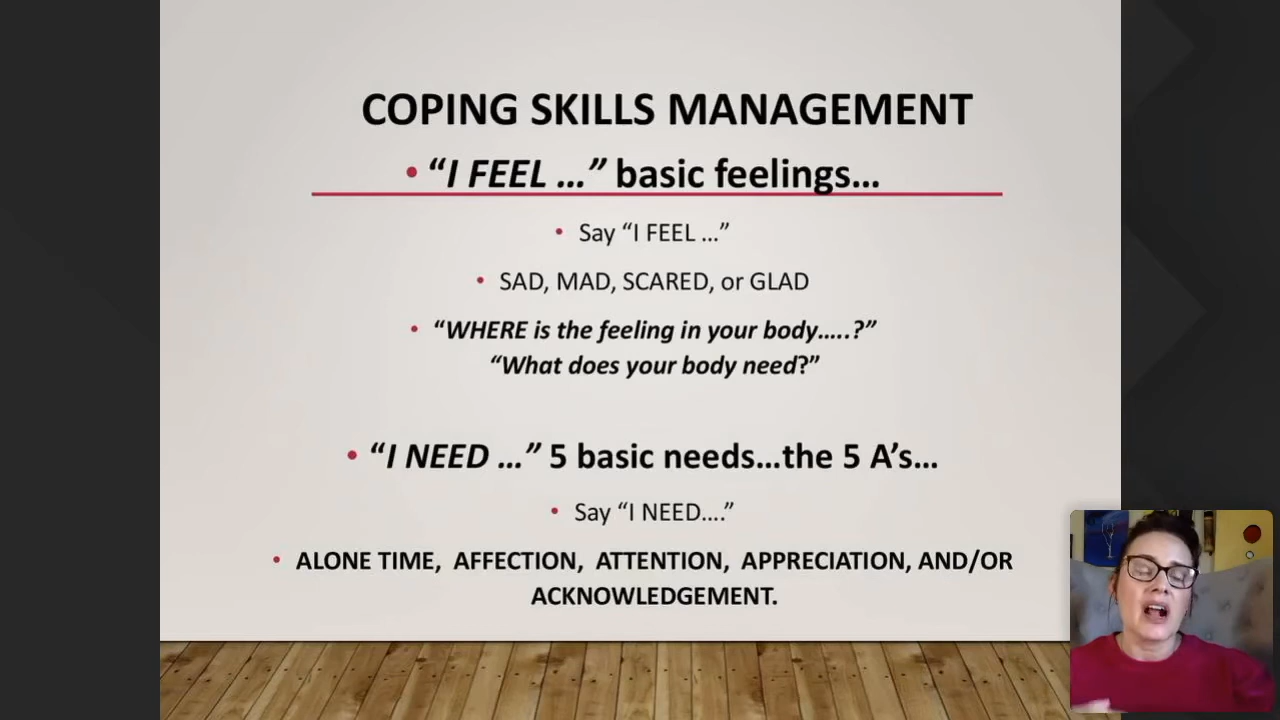 COPING SKILLS MANAGEMENT
• “I FEEL …” basic feelings…
• Say “I FEEL …”
• SAD, MAD, SCARED, or GLAD
• “WHERE is the feeling in your body…..?”
“What does your body need?”
• “I NEED …” 5 basic needs…the 5 A’s…
• Say “I NEED….”
• ALONE TIME, AFFECTION, ATTENTION, APPRECIATION, AND/OR
ACKNOWLEDGEMENT.